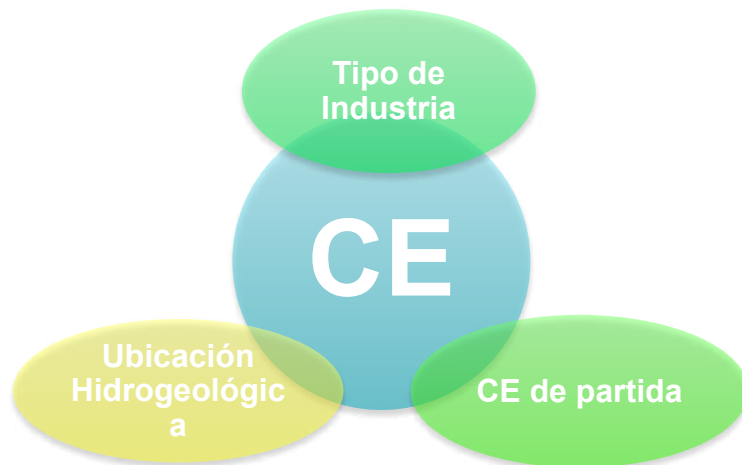 Tipo de
Industria
CE
Ubicación
Hidrogeológic
a
CE de partida